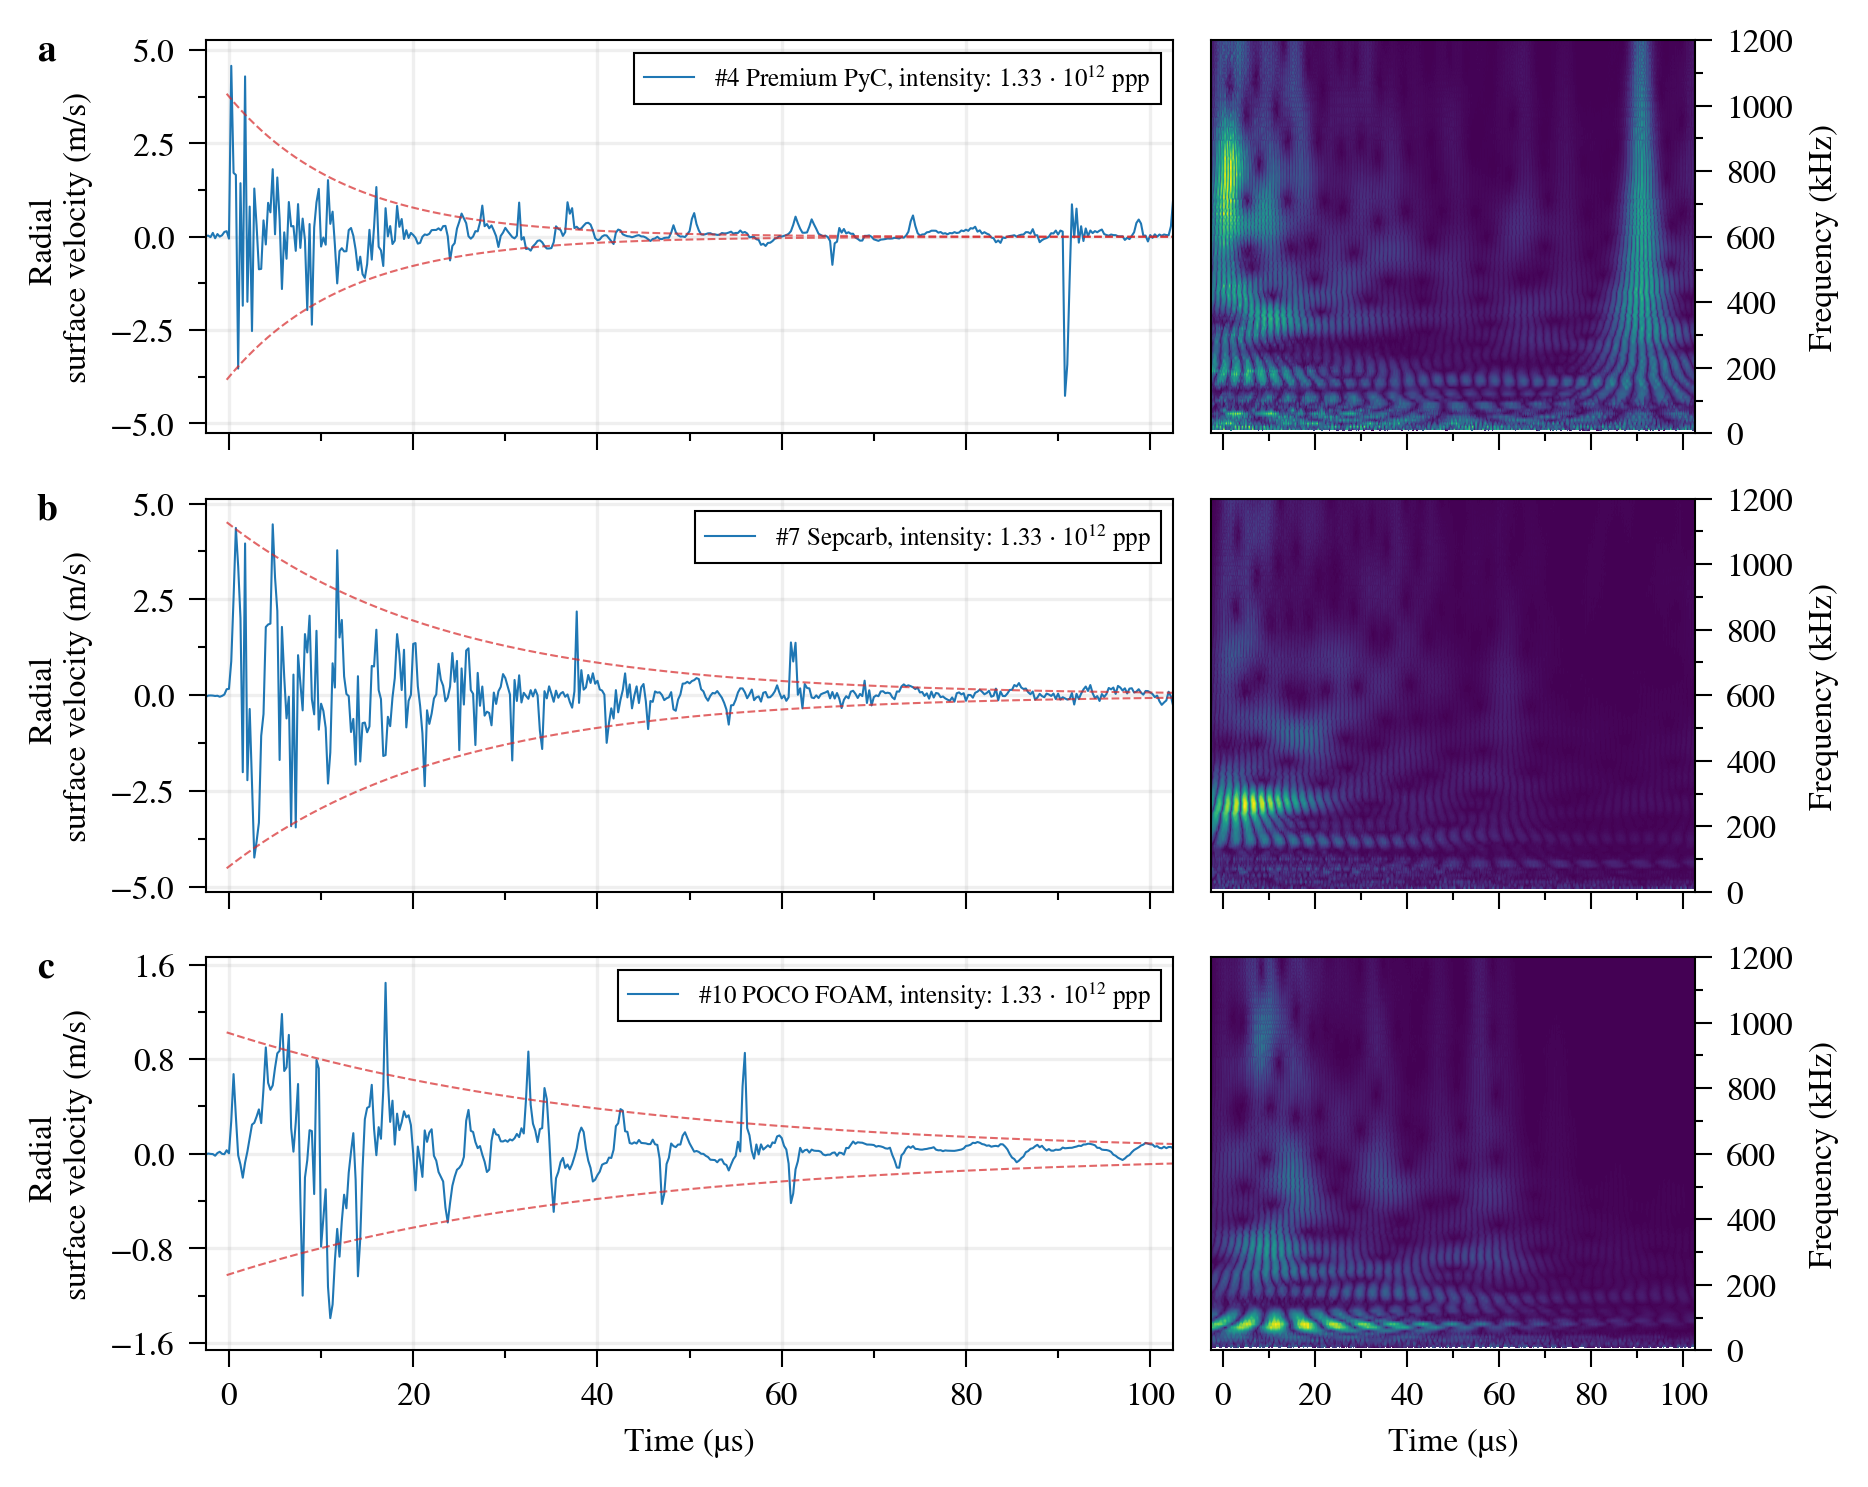 a
5.0
2.5
0.0
−2.5
−5.0
Radial
surface velocity (m/s)
#4 Premium PyC, intensity: 1.33 · 10¹² ppp
1200
1000
800
600
400
200
0
Frequency (kHz)
b
5.0
2.5
0.0
−2.5
−5.0
Radial
surface velocity (m/s)
#7 Sepcarb, intensity: 1.33 · 10¹² ppp
1200
1000
800
600
400
200
0
Frequency (kHz)
c
1.6
0.8
0.0
−0.8
−1.6
Radial
surface velocity (m/s)
#10 POCO FOAM, intensity: 1.33 · 10¹² ppp
1200
1000
800
600
400
200
0
Frequency (kHz)
0 20 40 60 80 100
Time (µs)
0 20 40 60 80 100
Time (µs)